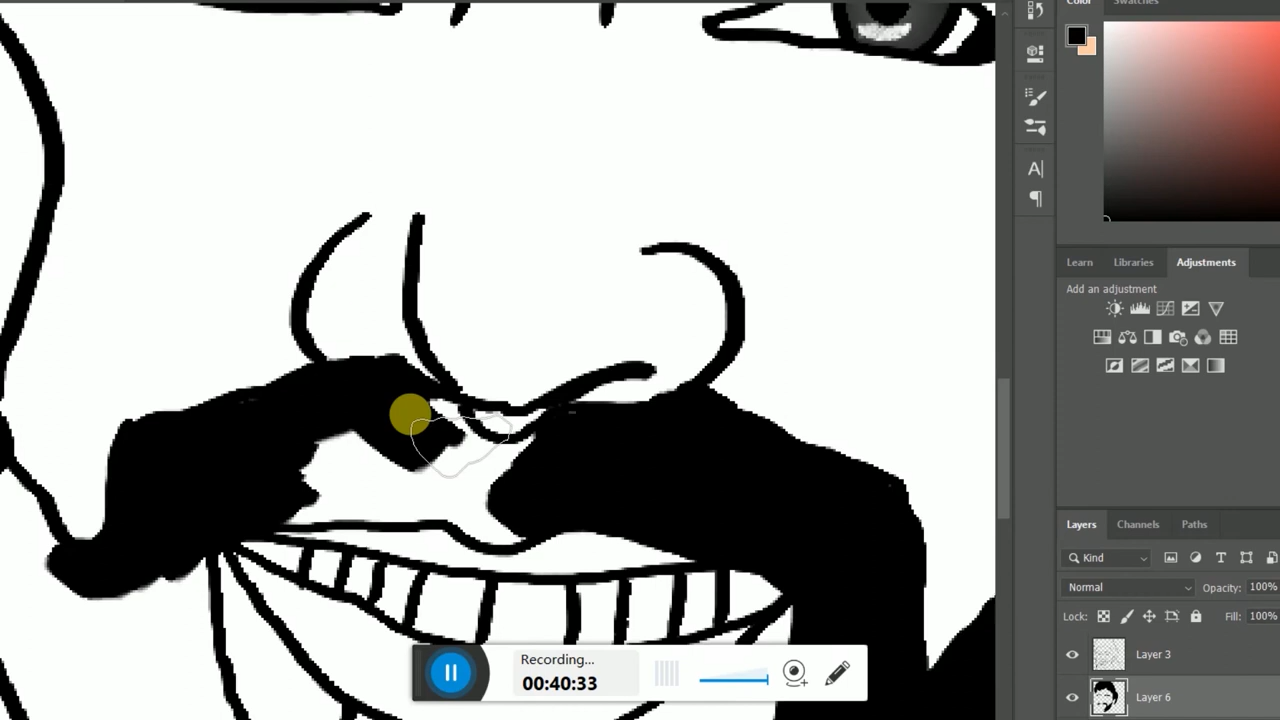 Color
Swatches
A|
Learn
Libraries
Adjustments
Add an adjustment
Layers
Channels
Paths
Kind
Normal
Opacity: 100%
Lock:
Fill: 100%
Layer 3
Layer 6
Recording...
00:40:33